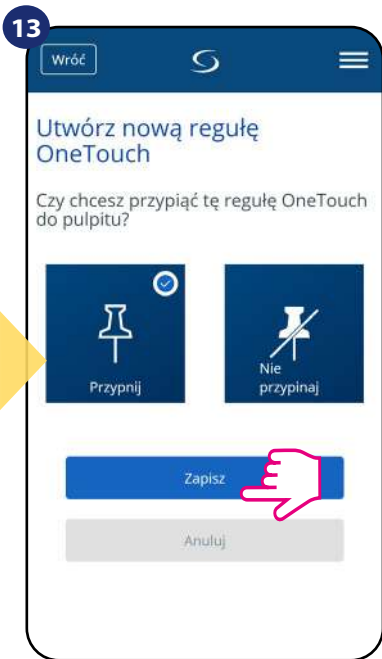 13
Wróć
Utwórz nową regułę
OneTouch
Czy chcesz przypiąć tę regułę OneTouch
do pulpitu?
Przypnij
Nie
przypinaj
Zapisz
Anuluj